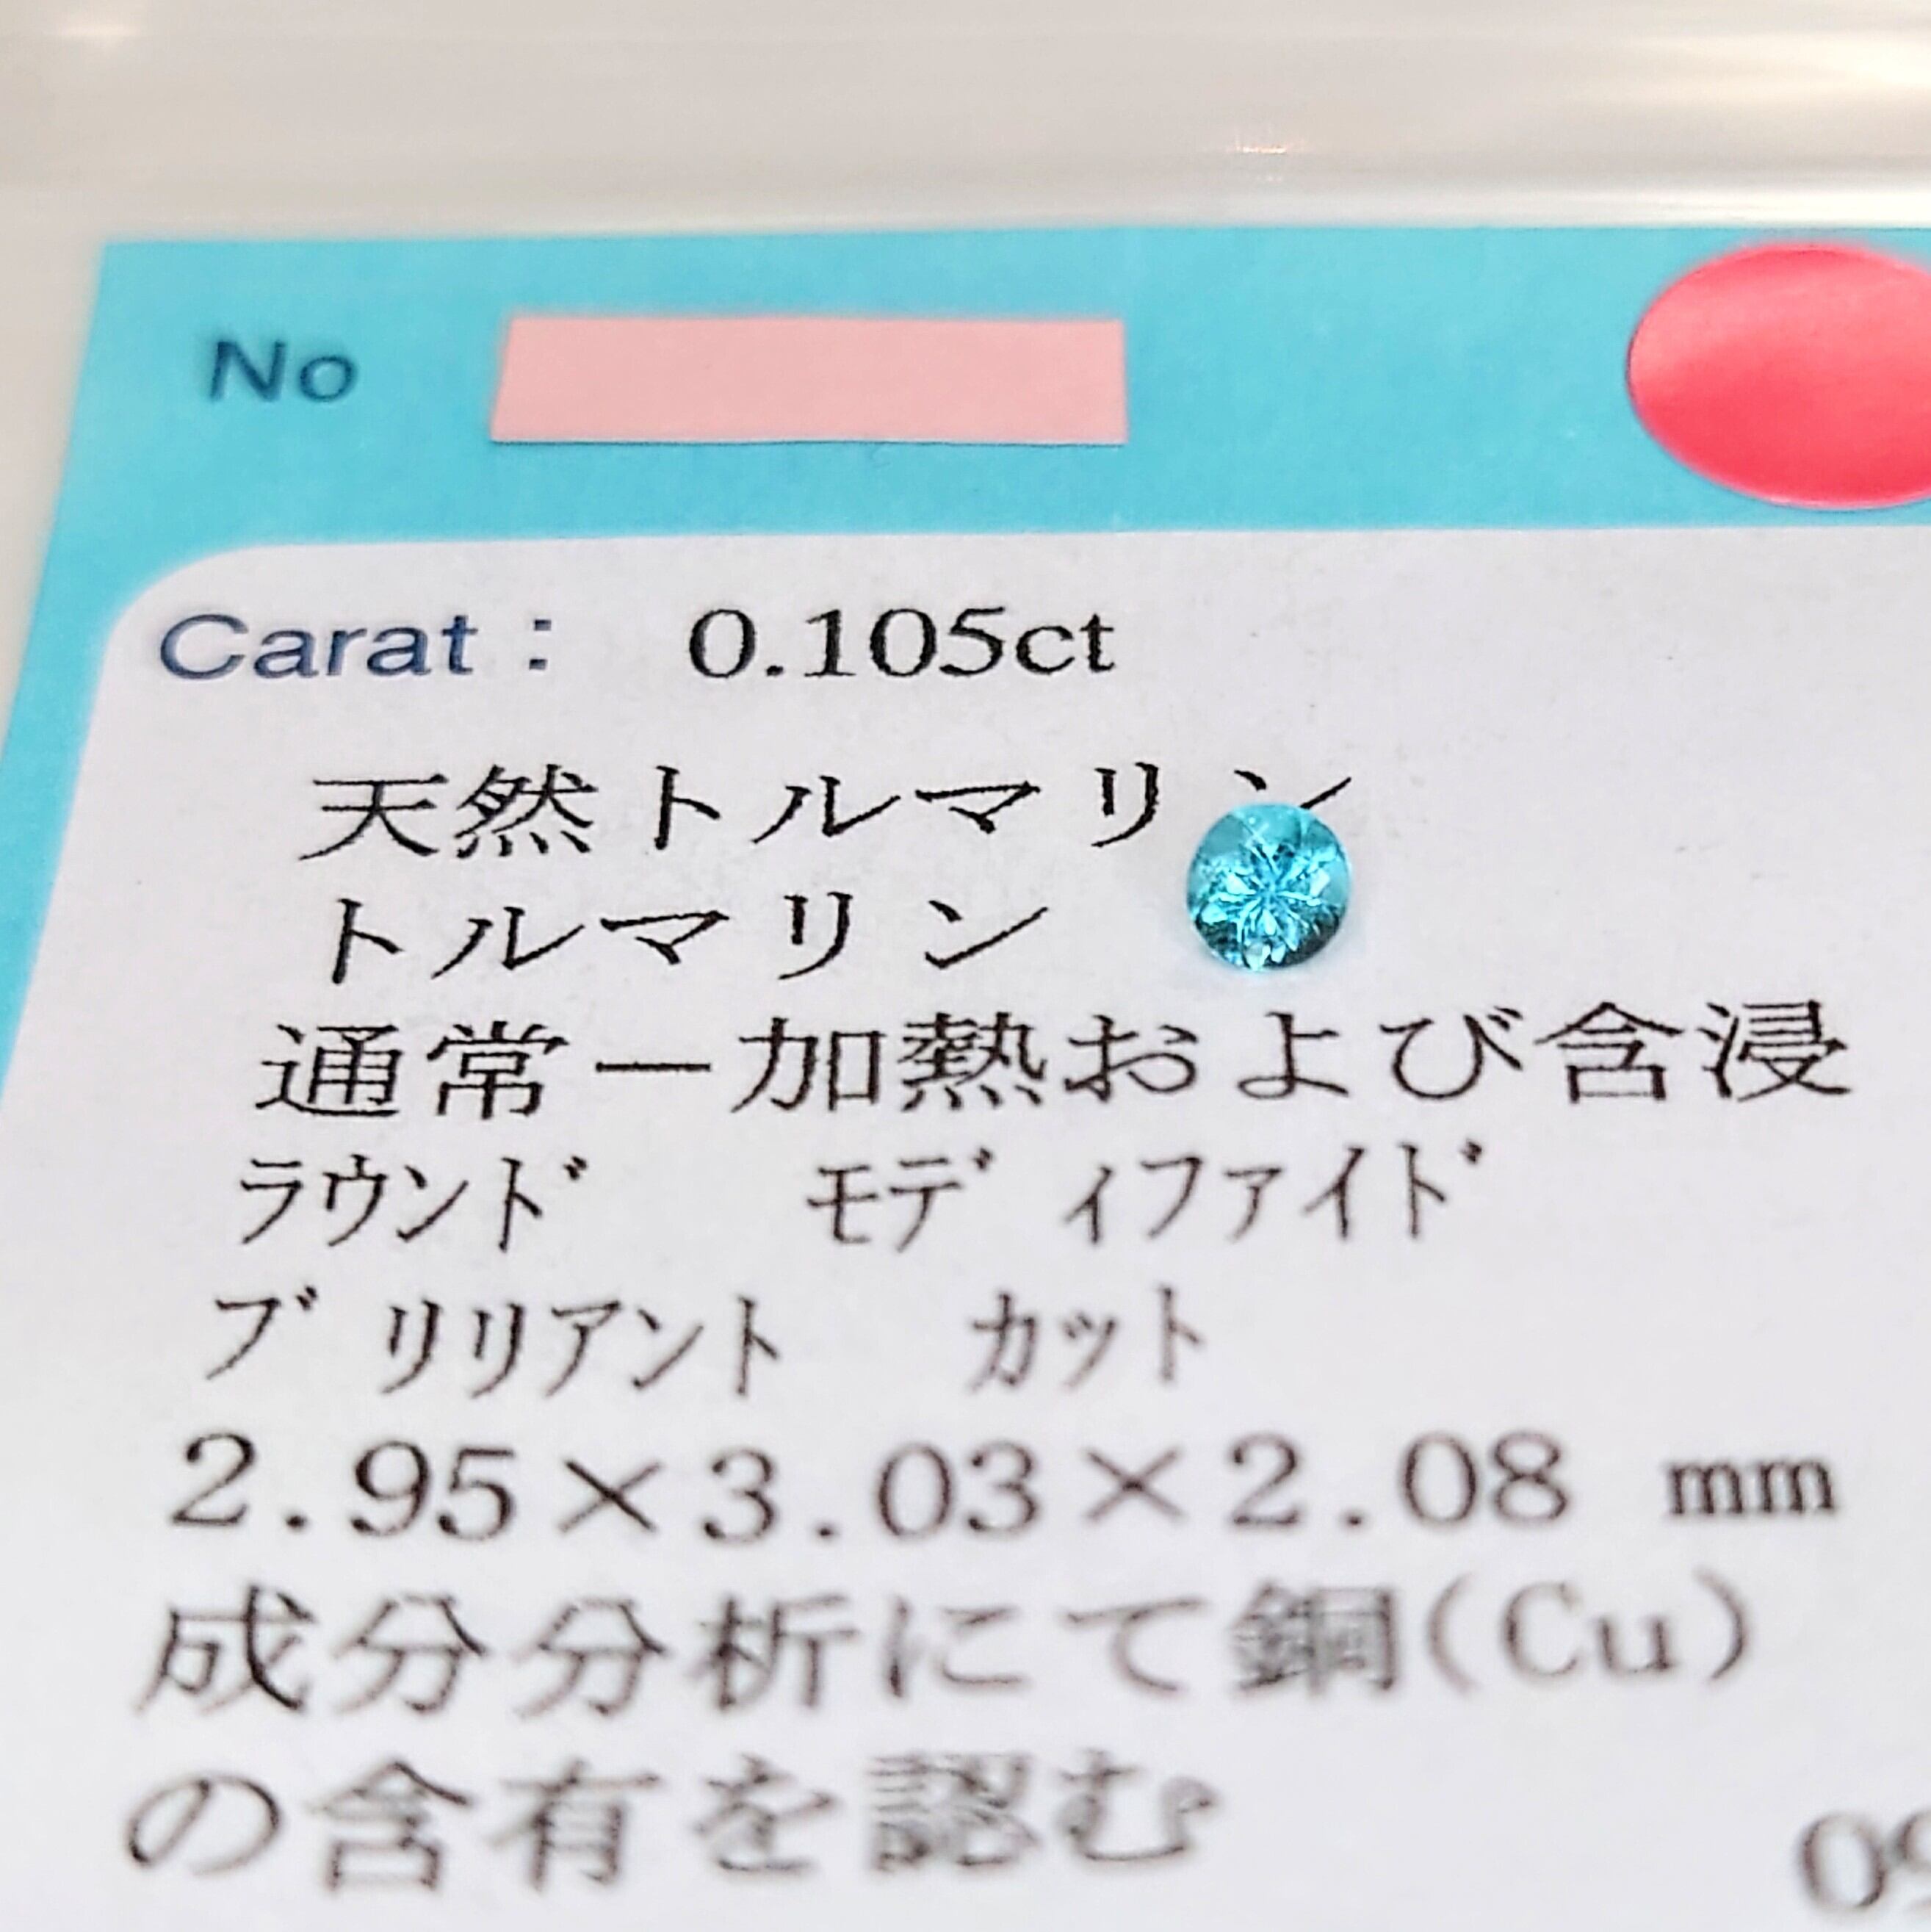 No
Carat : 0.105ct
天然トルマリン
トルマリン
通常－加熱および含浸
ラウンド モディファイド
ブリリアント カット
2.95×3.03×2.08 mm
成分分析にて銅(Cu)
の含有を認む
09